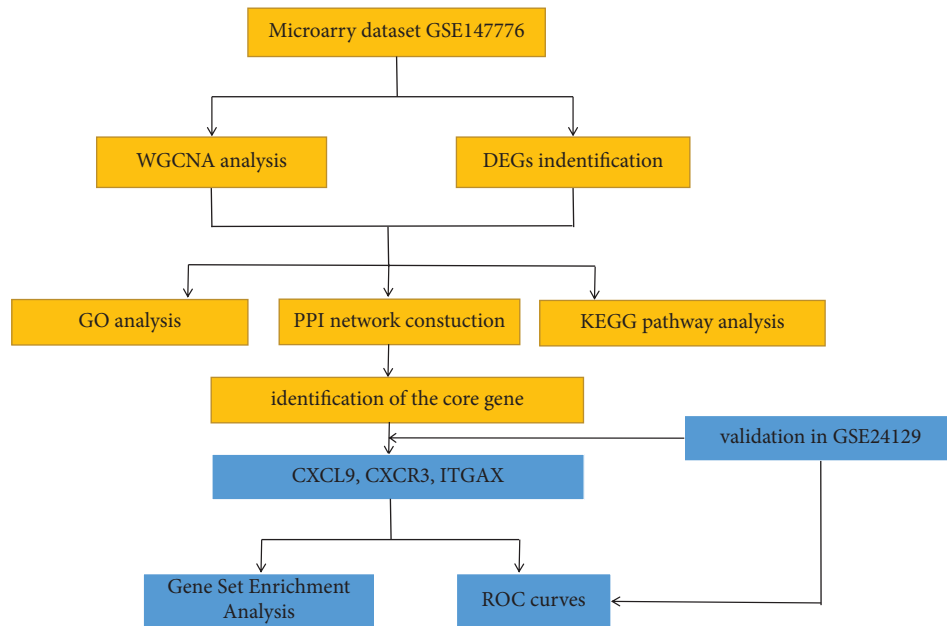 Microarry dataset GSE147776
WGCNA analysis
DEGs indentification
GO analysis
PPI network constuction
KEGG pathway analysis
identification of the core gene
validation in GSE24129
CXCL9, CXCR3, ITGAX
Gene Set Enrichment
Analysis
ROC curves